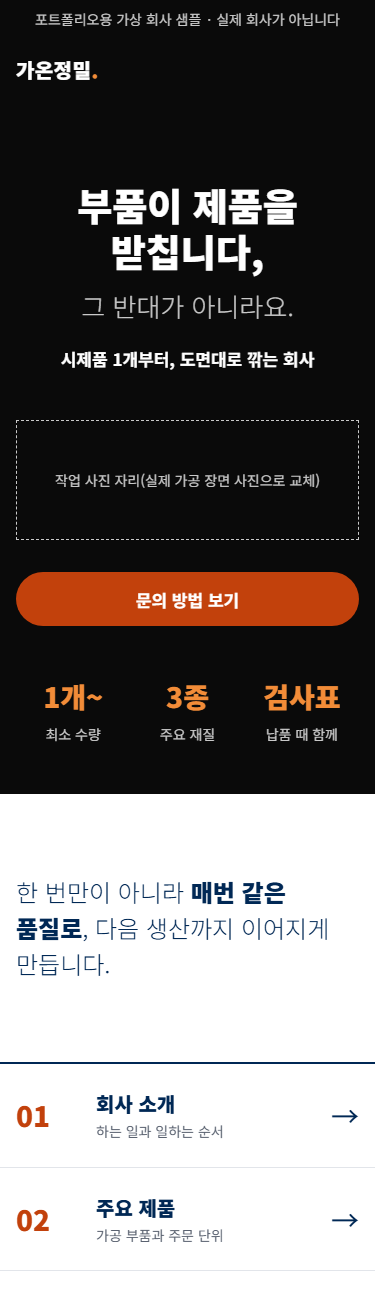 포트폴리오용 가상 회사 샘플 · 실제 회사가 아닙니다
가온정밀.
부품이 제품을
받칩니다,
그 반대가 아니라요.
시제품 1개부터, 도면대로 깎는 회사
작업 사진 자리(실제 가공 장면 사진으로 교체)
문의 방법 보기
1개~ 3종 검사표
최소 수량 주요 재질 납품 때 함께
한 번만이 아니라 매번 같은
품질로, 다음 생산까지 이어지게
만듭니다.
01 회사 소개 →
하는 일과 일하는 순서
02 주요 제품 →
가공 부품과 주문 단위